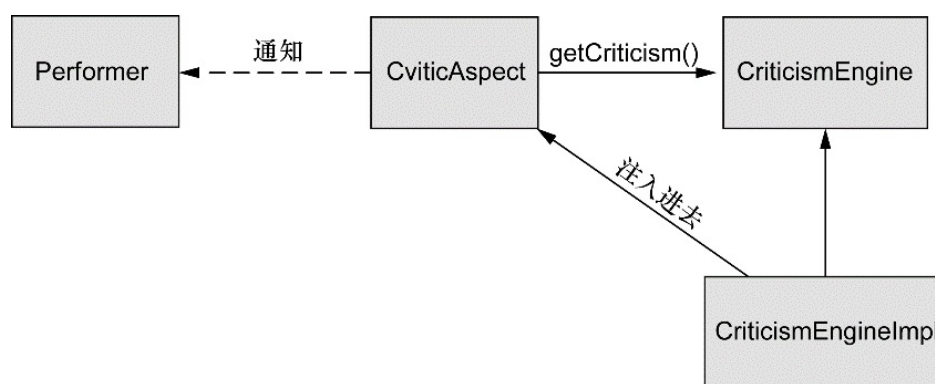 通知
Performer
CviticAspect
getCriticism()
CriticismEngine
注入进去
CriticismEngineImpl